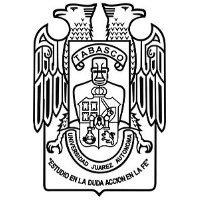 TABASCO
UNIVERSIDAD JUAREZ AUTONOMA
"ESTUDIO EN LA DUDA ACCION EN LA FE"